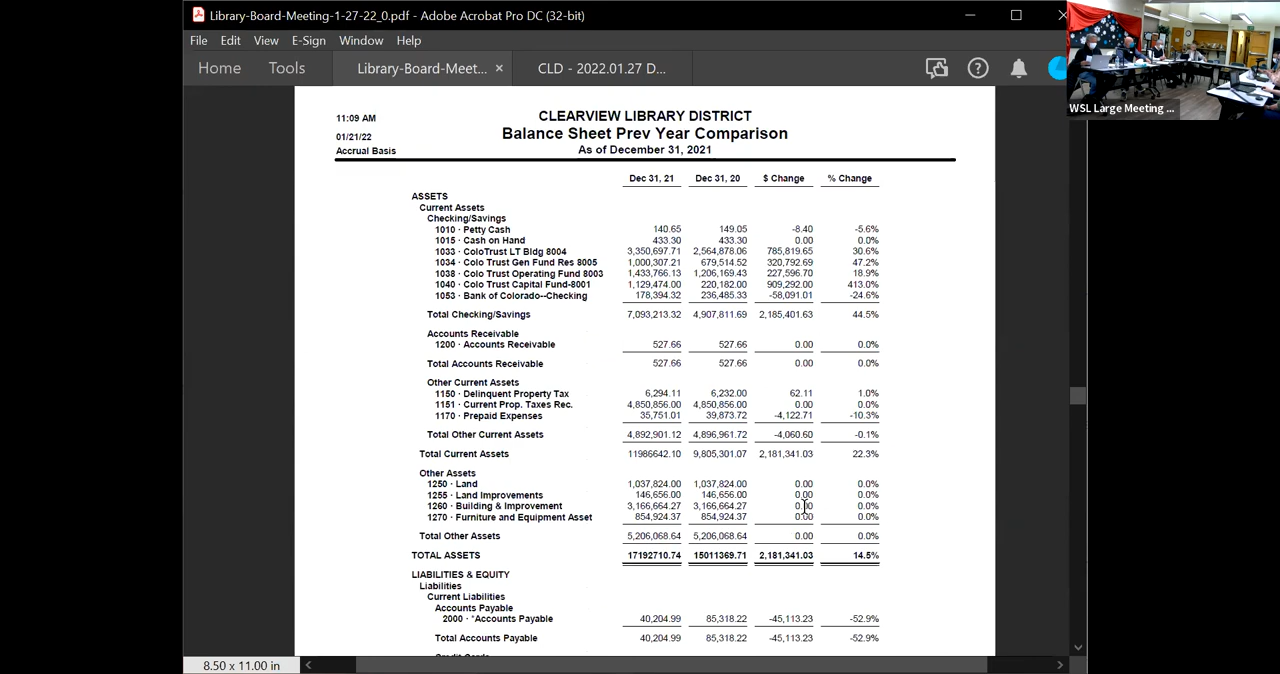 Library-Board-Meeting-1-27-22_0.pdf - Adobe Acrobat Pro DC (32-bit)
File Edit View E-Sign Window Help
Home Tools Library-Board-Meet... × CLD - 2022.01.27 D...
WSL Large Meeting ...
11:09 AM CLEARVIEW LIBRARY DISTRICT
01/21/22 Balance Sheet Prev Year Comparison
Accrual Basis As of December 31, 2021
Dec 31, 21 Dec 31, 20 $ Change % Change
ASSETS
Current Assets
Checking/Savings
1010 · Petty Cash 140.65 149.05 -8.40 -5.6%
1015 · Cash on Hand 433.30 433.30 0.00 0.0%
1033 · ColoTrust LT Bldg 8004 3,350,697.71 2,564,878.06 785,819.65 30.6%
1034 · Colo Trust Gen Fund Res 8005 1,000,307.21 679,514.52 320,792.69 47.2%
1038 · Colo Trust Operating Fund 8003 1,433,766.13 1,206,169.43 227,596.70 18.9%
1040 · Colo Trust Capital Fund-8001 1,129,474.00 220,182.00 909,292.00 413.0%
1053 · Bank of Colorado--Checking 178,394.32 236,485.33 -58,091.01 -24.6%
Total Checking/Savings 7,093,213.32 4,907,811.69 2,185,401.63 44.5%
Accounts Receivable
1200 · Accounts Receivable 527.66 527.66 0.00 0.0%
Total Accounts Receivable 527.66 527.66 0.00 0.0%
Other Current Assets
1150 · Delinquent Property Tax 6,294.11 6,232.00 62.11 1.0%
1151 · Current Prop. Taxes Rec. 4,850,856.00 4,850,856.00 0.00 0.0%
1170 · Prepaid Expenses 35,751.01 39,873.72 -4,122.71 -10.3%
Total Other Current Assets 4,892,901.12 4,896,961.72 -4,060.60 -0.1%
Total Current Assets 11986642.10 9,805,301.07 2,181,341.03 22.3%
Other Assets
1250 · Land 1,037,824.00 1,037,824.00 0.00 0.0%
1255 · Land Improvements 146,656.00 146,656.00 0.00 0.0%
1260 · Building & Improvement 3,166,664.27 3,166,664.27 0.00 0.0%
1270 · Furniture and Equipment Asset 854,924.37 854,924.37 0.00 0.0%
Total Other Assets 5,206,068.64 5,206,068.64 0.00 0.0%
TOTAL ASSETS 17192710.74 15011369.71 2,181,341.03 14.5%
LIABILITIES & EQUITY
Liabilities
Current Liabilities
Accounts Payable
2000 · *Accounts Payable 40,204.99 85,318.22 -45,113.23 -52.9%
Total Accounts Payable 40,204.99 85,318.22 -45,113.23 -52.9%
8.50 x 11.00 in